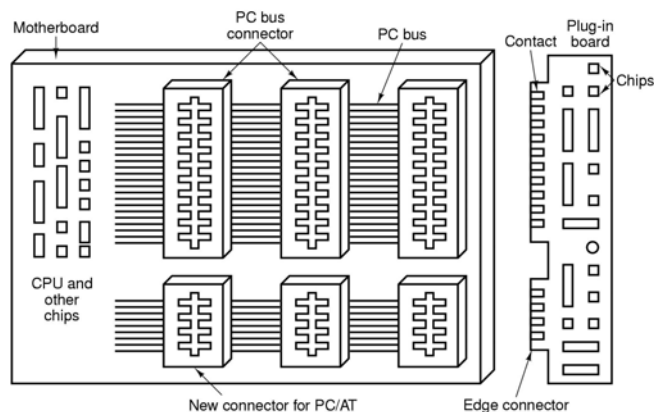 Motherboard
PC bus
connector
PC bus
Contact
Plug-in
board
Chips
CPU and
other
chips
New connector for PC/AT
Edge connector